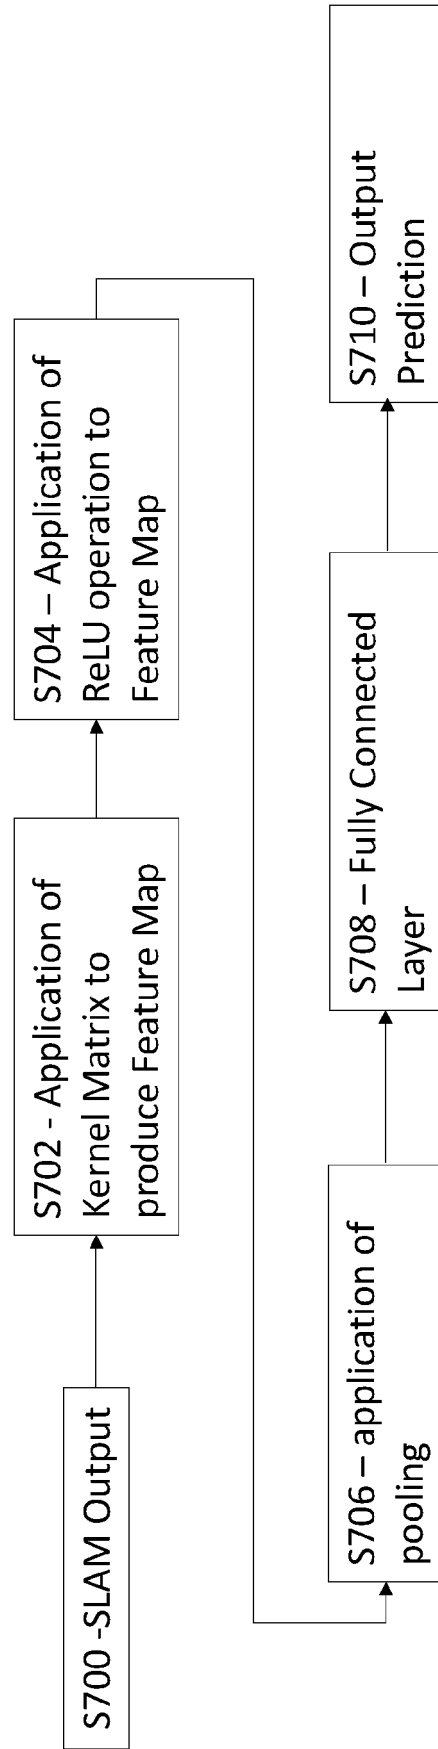 S700 -SLAM Output
S702 - Application of
Kernel Matrix to
produce Feature Map
S704 – Application of
ReLU operation to
Feature Map
S706 – application of
pooling
S708 – Fully Connected
Layer
S710 – Output
Prediction